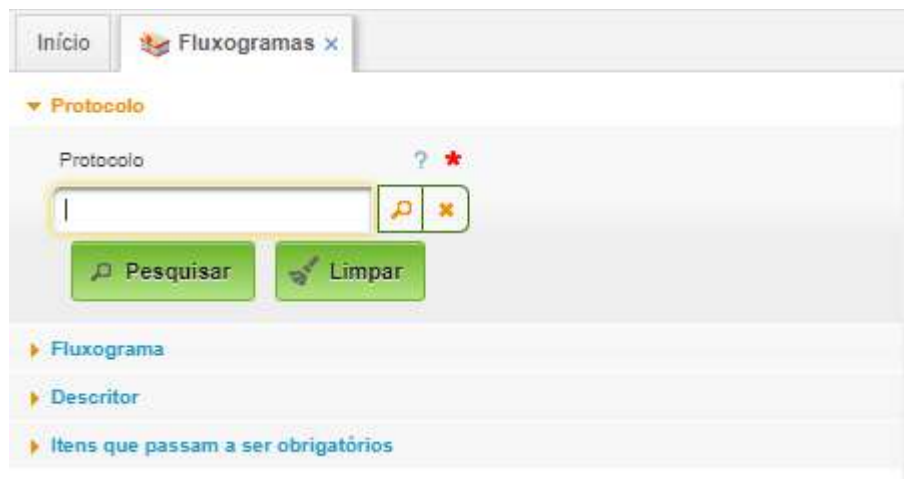 Início Fluxogramas ×
Protocolo
Protocolo ? *
Pesquisar Limpar
Fluxograma
Descritor
Itens que passam a ser obrigatórios